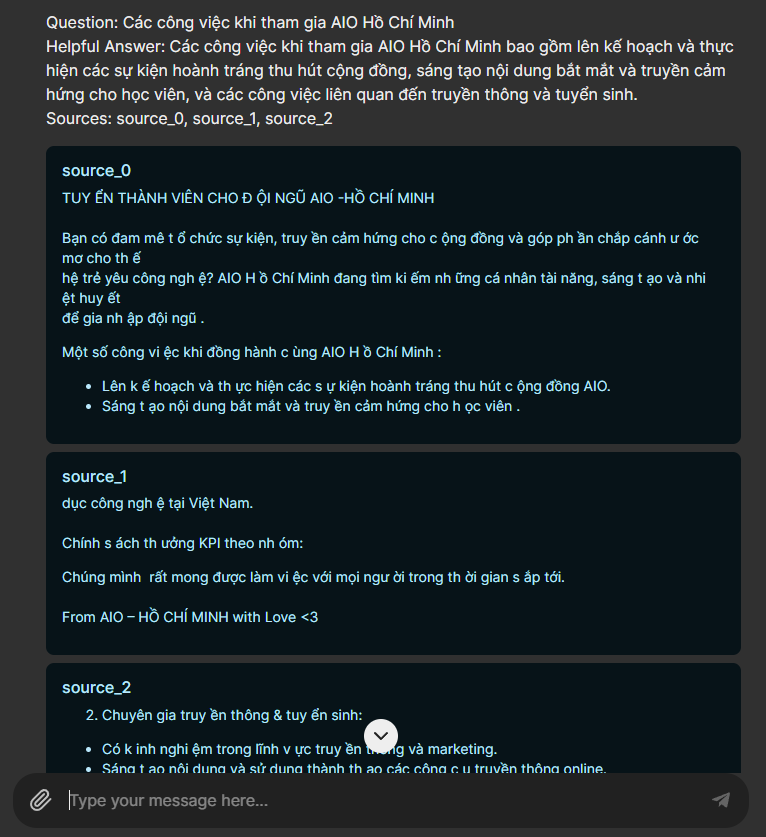 Question: Các công việc khi tham gia AIO Hồ Chí Minh
Helpful Answer: Các công việc khi tham gia AIO Hồ Chí Minh bao gồm lên kế hoạch và thực
hiện các sự kiện hoành tráng thu hút cộng đồng, sáng tạo nội dung bắt mắt và truyền cảm
hứng cho học viên, và các công việc liên quan đến truyền thông và tuyển sinh.
Sources: source_0, source_1, source_2
source_0
TUY ỂN THÀNH VIÊN CHO Đ ỘI NGŨ AIO -HỒ CHÍ MINH
Bạn có đam mê t ổ chức sự kiện, truy ền cảm hứng cho c ộng đồng và góp ph ần chắp cánh ư ớc
mơ cho th ế
hệ trẻ yêu công ngh ệ? AIO H ồ Chí Minh đang tìm ki ếm nh ững cá nhân tài năng, sáng t ạo và nhi
ệt huy ết
để gia nh ập đội ngũ .
Một số công vi ệc khi đồng hành c ùng AIO H ồ Chí Minh :
• Lên k ế hoạch và th ực hiện các s ự kiện hoành tráng thu hút c ộng đồng AIO.
• Sáng t ạo nội dung bắt mắt và truy ền cảm hứng cho h ọc viên .
source_1
dục công ngh ệ tại Việt Nam.
Chính s ách th ưởng KPI theo nh óm:
Chúng mình rất mong được làm vi ệc với mọi ngư ời trong th ời gian s ắp tới.
From AIO – HỒ CHÍ MINH with Love <3
source_2
2. Chuyên gia truy ền thông & tuy ển sinh:
• Có k inh nghi ệm trong lĩnh v ực truy ền thông và marketing.
• Sáng t ạo nội dung và sử dụng thành th ạo các công c ụ truyền thông online.
Type your message here...